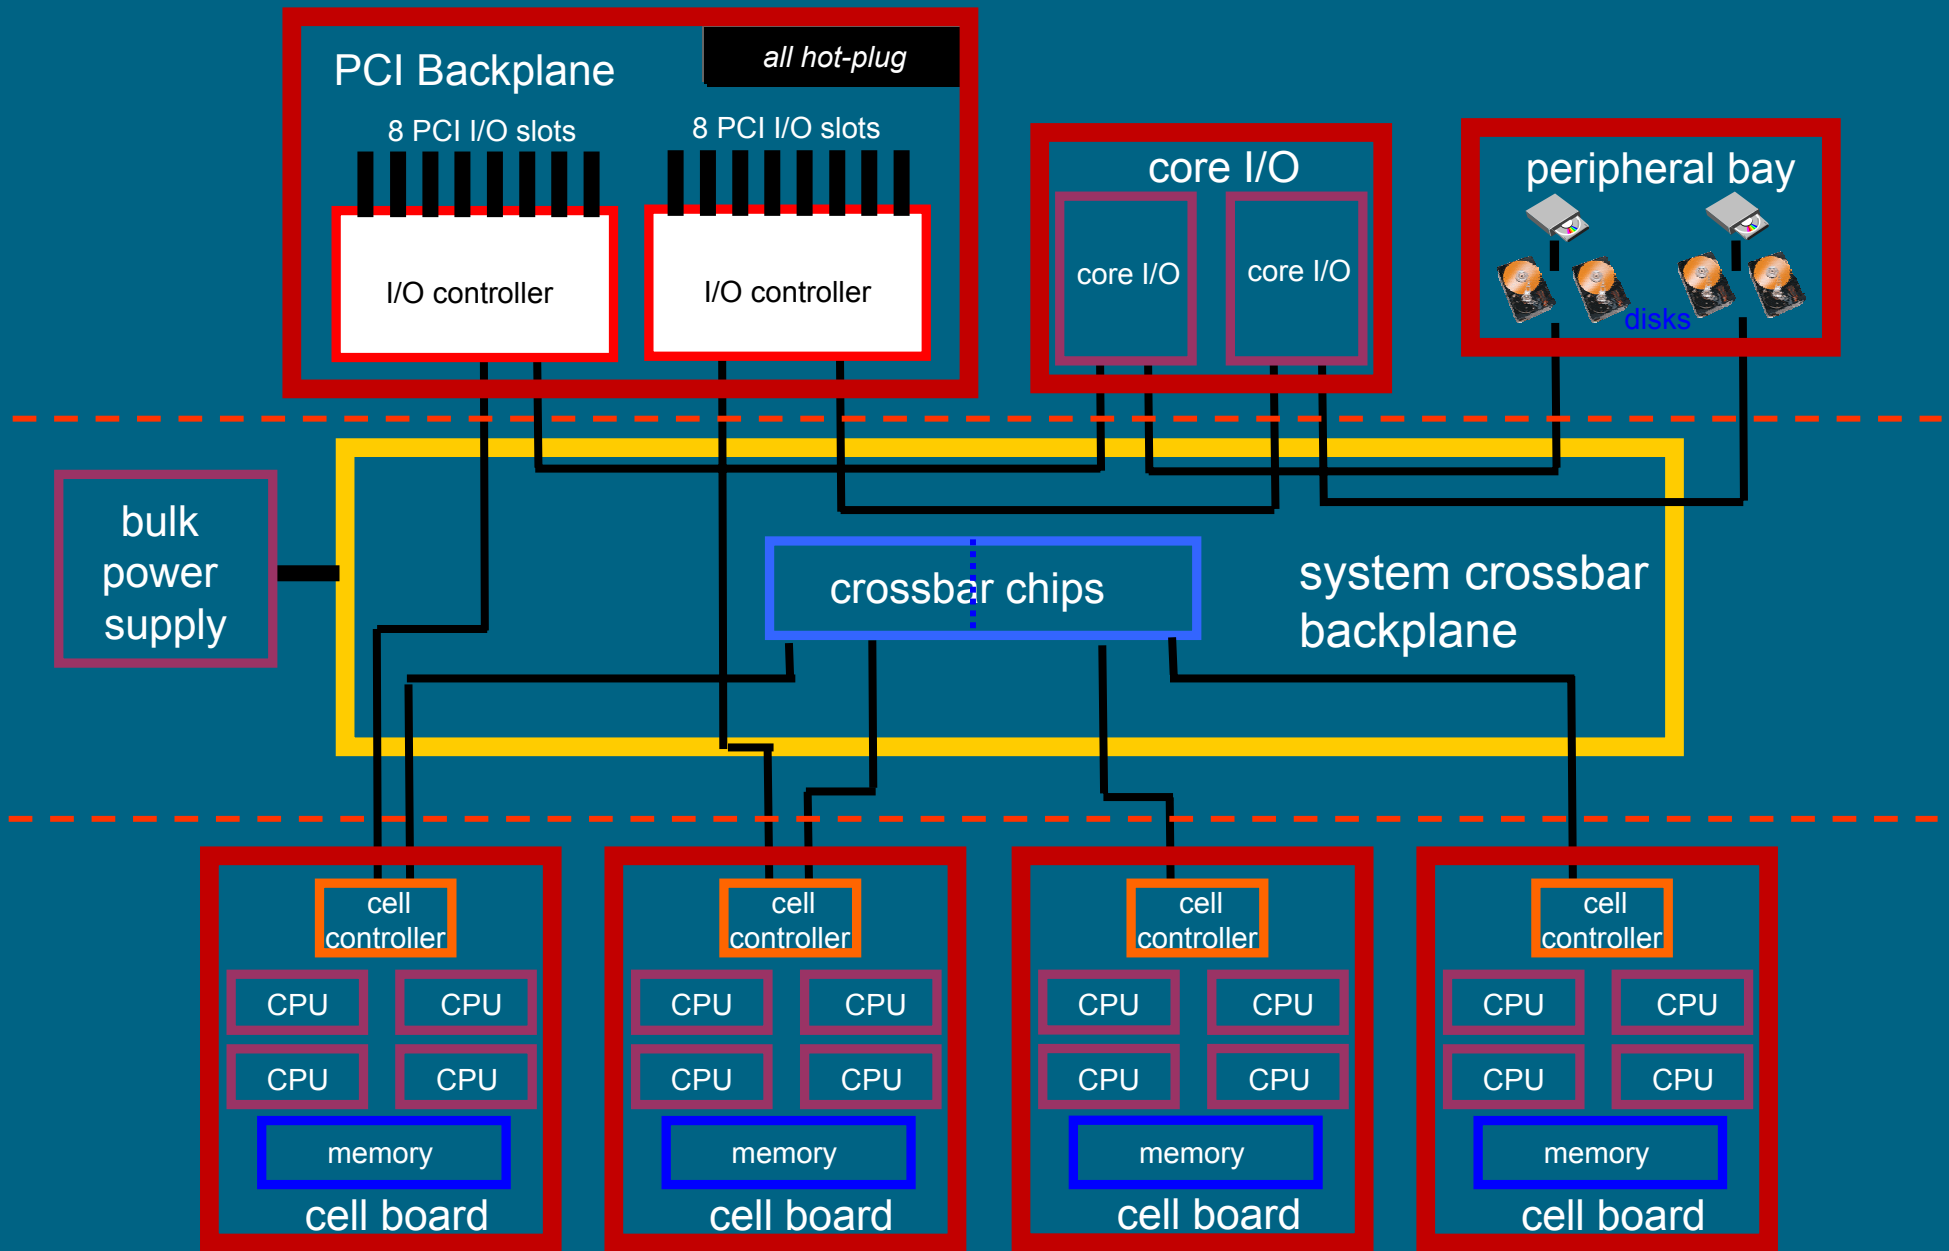 PCI Backplane
all hot-plug
8 PCI I/O slots
8 PCI I/O slots
I/O controller
I/O controller
core I/O
core I/O
core I/O
peripheral bay
disks
bulk
power
supply
crossbar chips
system crossbar
backplane
cell
controller
CPU
CPU
CPU
CPU
memory
cell board
cell
controller
CPU
CPU
CPU
CPU
memory
cell board
cell
controller
CPU
CPU
CPU
CPU
memory
cell board
cell
controller
CPU
CPU
CPU
CPU
memory
cell board